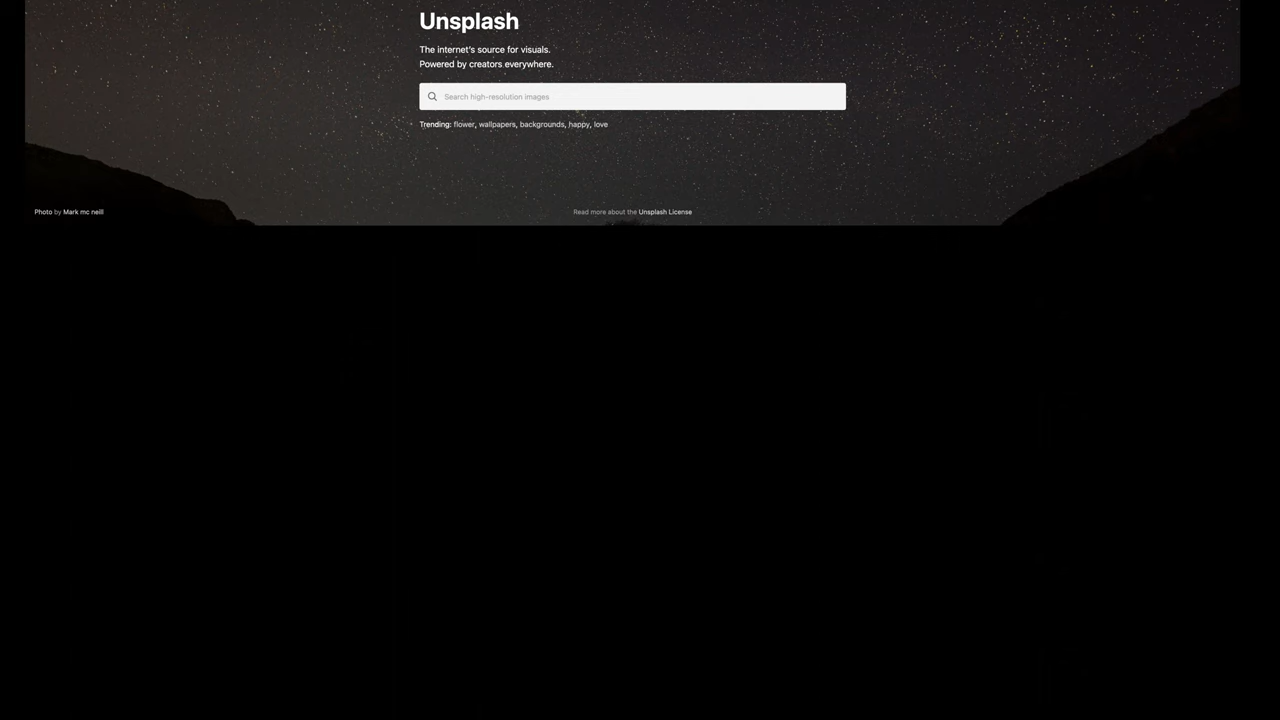 Unsplash
The internet's source for visuals.
Powered by creators everywhere.
Search high-resolution images
Trending: flower, wallpapers, backgrounds, happy, love
Photo by Mark mc neill
Read more about the Unsplash License